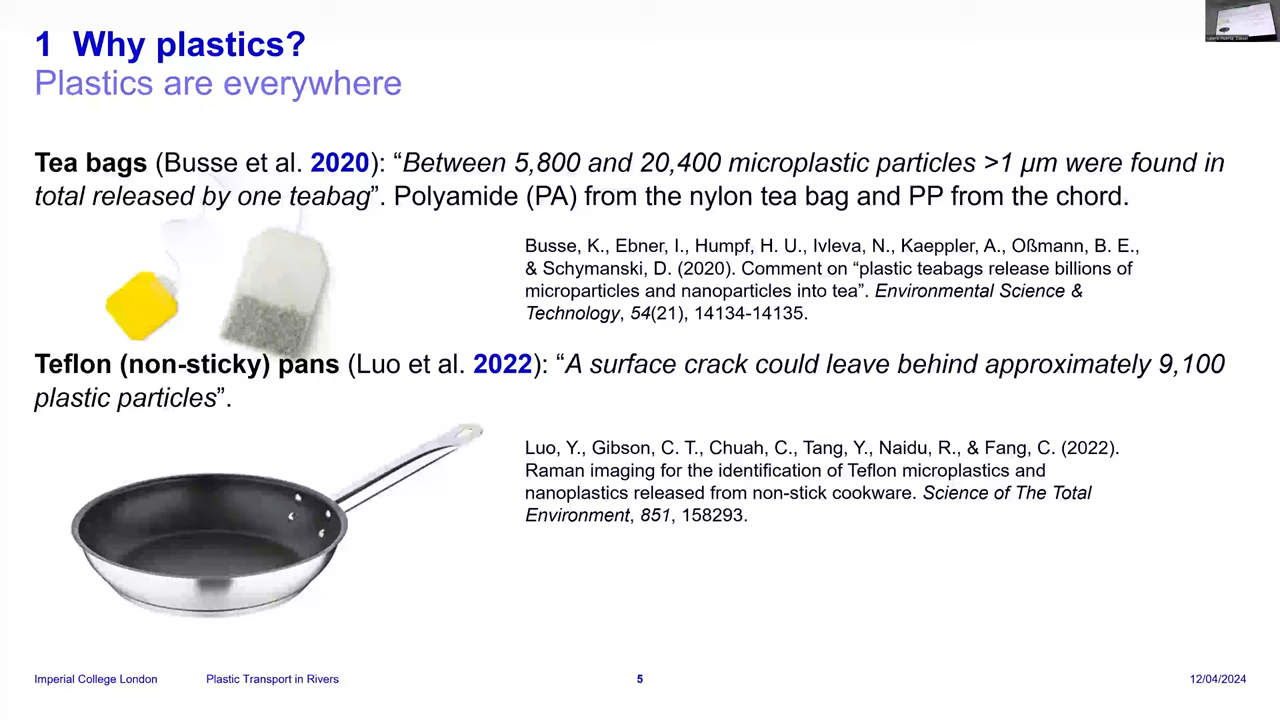 1 Why plastics?
Plastics are everywhere
Tea bags (Busse et al. 2020): “Between 5,800 and 20,400 microplastic particles >1 μm were found in
total released by one teabag”. Polyamide (PA) from the nylon tea bag and PP from the chord.
Busse, K., Ebner, I., Humpf, H. U., Ivleva, N., Kaeppler, A., Oßmann, B. E.,
& Schymanski, D. (2020). Comment on “plastic teabags release billions of
microparticles and nanoparticles into tea”. Environmental Science &
Technology, 54(21), 14134-14135.
Teflon (non-sticky) pans (Luo et al. 2022): “A surface crack could leave behind approximately 9,100
plastic particles”.
Luo, Y., Gibson, C. T., Chuah, C., Tang, Y., Naidu, R., & Fang, C. (2022).
Raman imaging for the identification of Teflon microplastics and
nanoplastics released from non-stick cookware. Science of The Total
Environment, 851, 158293.
Imperial College London
Plastic Transport in Rivers
5
12/04/2024